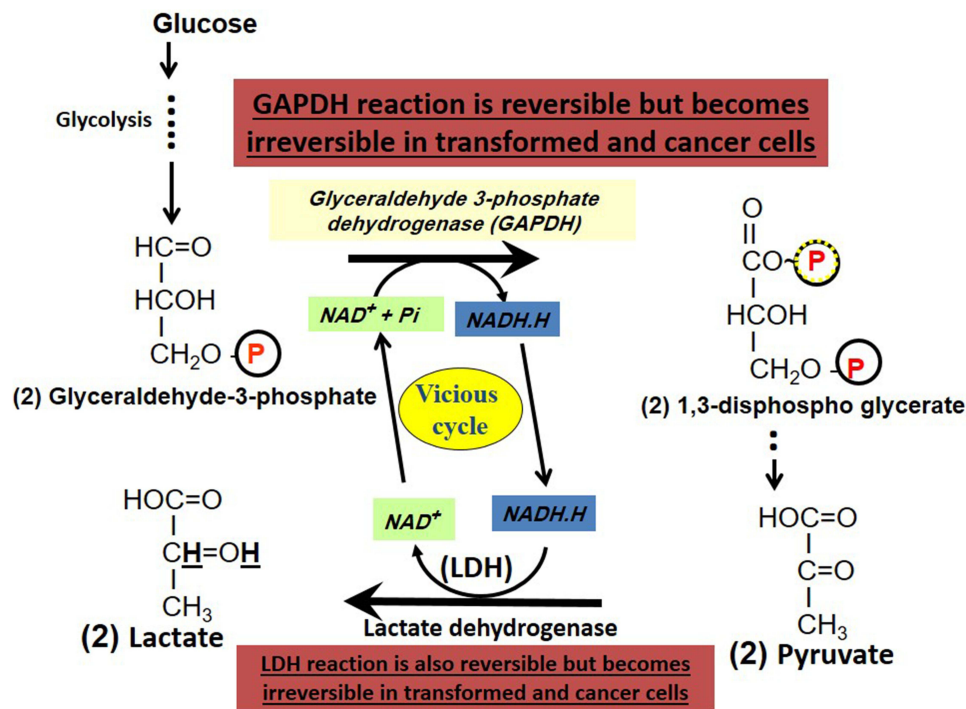 Glucose
Glycolysis
GAPDH reaction is reversible but becomes
irreversible in transformed and cancer cells
Glyceraldehyde 3-phosphate
dehydrogenase (GAPDH)
HC=O
HCOH
CH₂O - P
(2) Glyceraldehyde-3-phosphate
NAD⁺ + Pi
NADH.H
O
CO~P
HCOH
CH₂O - P
(2) 1,3-disphospho glycerate
Vicious
cycle
NAD⁺
NADH.H
(LDH)
Lactate dehydrogenase
HOC=O
CH=OH
CH₃
(2) Lactate
HOC=O
C=O
CH₃
(2) Pyruvate
LDH reaction is also reversible but becomes
irreversible in transformed and cancer cells